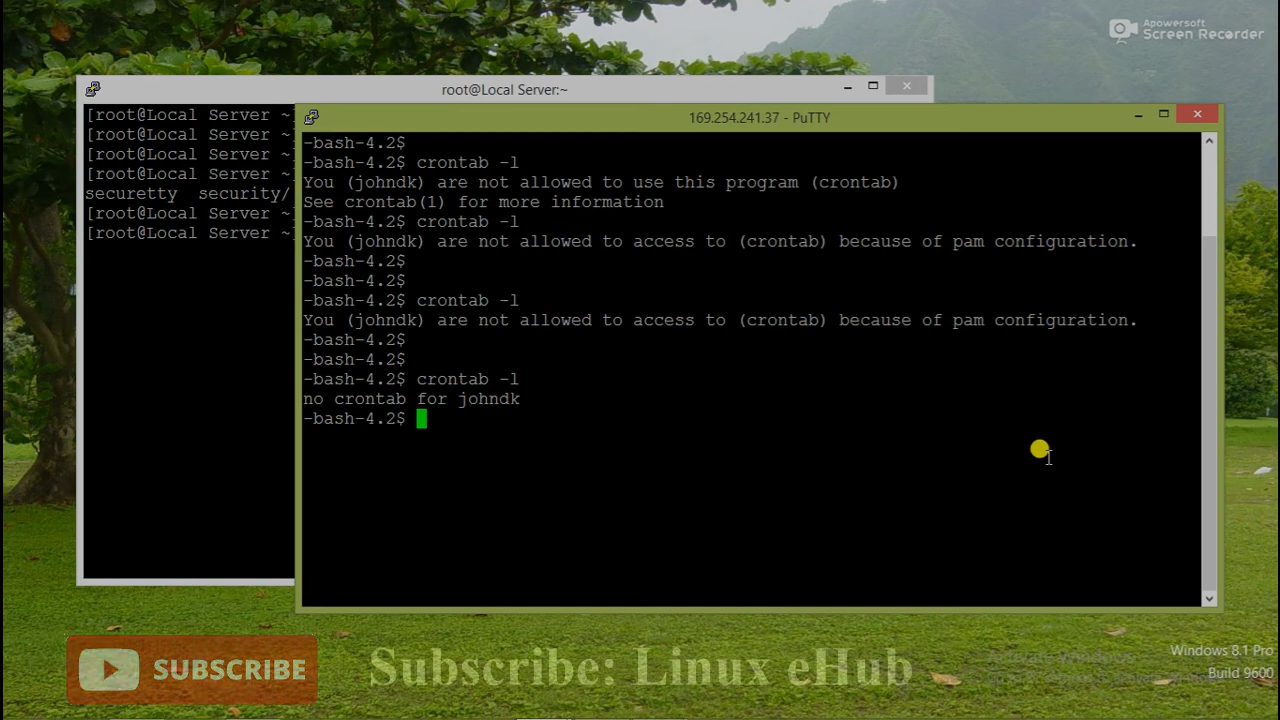 Apowersoft
Screen Recorder
root@Local Server:~
[root@Local Server ~]
[root@Local Server ~]
[root@Local Server ~]
[root@Local Server ~]
securetty  security/
[root@Local Server ~]
[root@Local Server ~]
169.254.241.37 - PuTTY
-bash-4.2$
-bash-4.2$ crontab -l
You (johndk) are not allowed to use this program (crontab)
See crontab(1) for more information
-bash-4.2$ crontab -l
You (johndk) are not allowed to access to (crontab) because of pam configuration.
-bash-4.2$
-bash-4.2$
-bash-4.2$ crontab -l
You (johndk) are not allowed to access to (crontab) because of pam configuration.
-bash-4.2$
-bash-4.2$
-bash-4.2$ crontab -l
no crontab for johndk
-bash-4.2$
SUBSCRIBE
Subscribe: Linux eHub
Windows 8.1 Pro
Build 9600